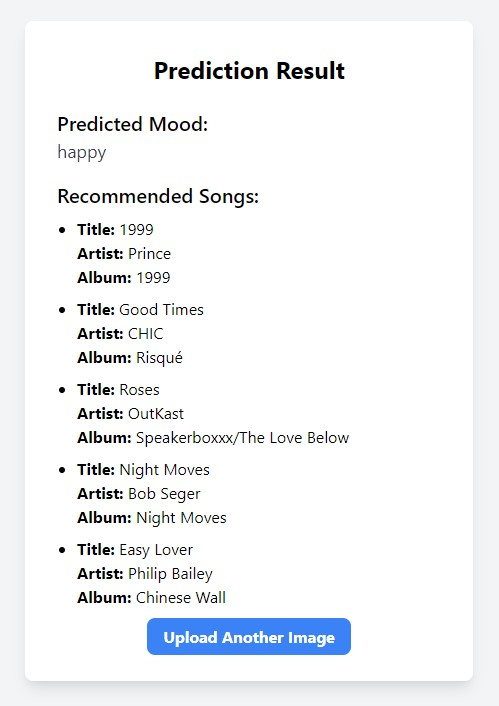 Prediction Result
Predicted Mood:
happy
Recommended Songs:
Title: 1999
Artist: Prince
Album: 1999
Title: Good Times
Artist: CHIC
Album: Risqué
Title: Roses
Artist: OutKast
Album: Speakerboxxx/The Love Below
Title: Night Moves
Artist: Bob Seger
Album: Night Moves
Title: Easy Lover
Artist: Philip Bailey
Album: Chinese Wall
Upload Another Image